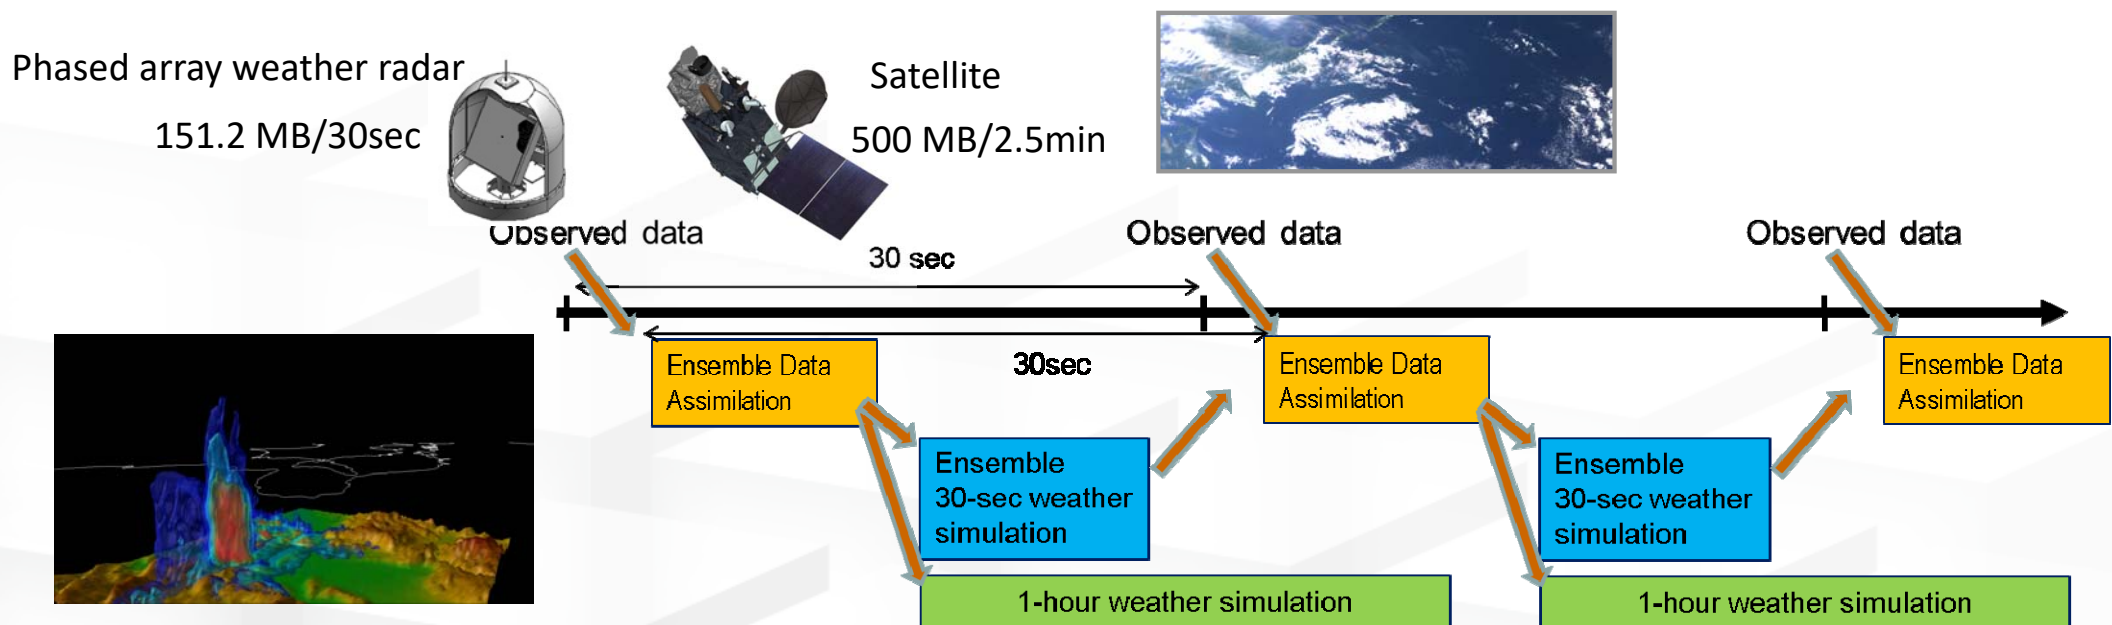 Phased array weather radar
151.2 MB/30sec
Satellite
500 MB/2.5min
Observed data
Observed data
Observed data
30 sec
30sec
Ensemble Data
Assimilation
Ensemble Data
Assimilation
Ensemble Data
Assimilation
Ensemble
30-sec weather
simulation
Ensemble
30-sec weather
simulation
1-hour weather simulation
1-hour weather simulation